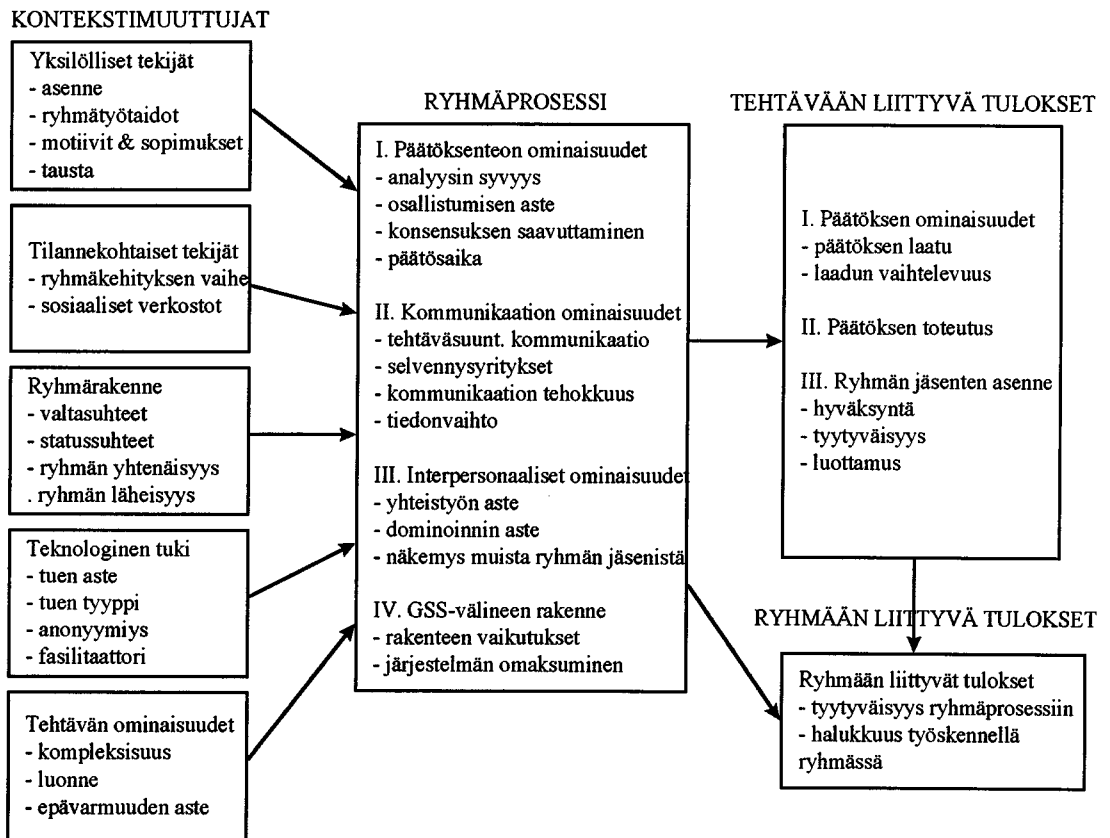 KONTEKSTIMUUTTUJAT
Yksilölliset tekijät
- asenne
- ryhmätyötaidot
- motiivit & sopimukset
- tausta
Tilannekohtaiset tekijät
- ryhmäkehityksen vaihe
- sosiaaliset verkostot
Ryhmärakenne
- valtasuhteet
- statussuhteet
- ryhmän yhtenäisyys
. ryhmän läheisyys
Teknologinen tuki
- tuen aste
- tuen tyyppi
- anonyymiys
- fasilitaattori
Tehtävän ominaisuudet
- kompleksisuus
- luonne
- epävarmuuden aste
RYHMÄPROSESSI
I. Päätöksenteon ominaisuudet
- analyysin syvyys
- osallistumisen aste
- konsensuksen saavuttaminen
- päätösaika
II. Kommunikaation ominaisuudet
- tehtäväsuunt. kommunikaatio
- selvennysyritykset
- kommunikaation tehokkuus
- tiedonvaihto
III. Interpersonaaliset ominaisuudet
- yhteistyön aste
- dominoinnin aste
- näkemys muista ryhmän jäsenistä
IV. GSS-välineen rakenne
- rakenteen vaikutukset
- järjestelmän omaksuminen
TEHTÄVÄÄN LIITTYVÄ TULOKSET
I. Päätöksen ominaisuudet
- päätöksen laatu
- laadun vaihtelevuus
II. Päätöksen toteutus
III. Ryhmän jäsenten asenne
- hyväksyntä
- tyytyväisyys
- luottamus
RYHMÄÄN LIITTYVÄ TULOKSET
Ryhmään liittyvät tulokset
- tyytyväisyys ryhmäprosessiin
- halukkuus työskennellä
ryhmässä